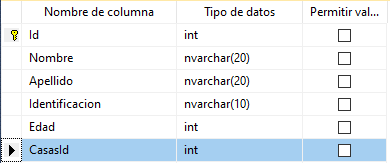 Nombre de columna Tipo de datos Permitir val...
Id int
Nombre nvarchar(20)
Apellido nvarchar(20)
Identificacion nvarchar(10)
Edad int
CasasId int